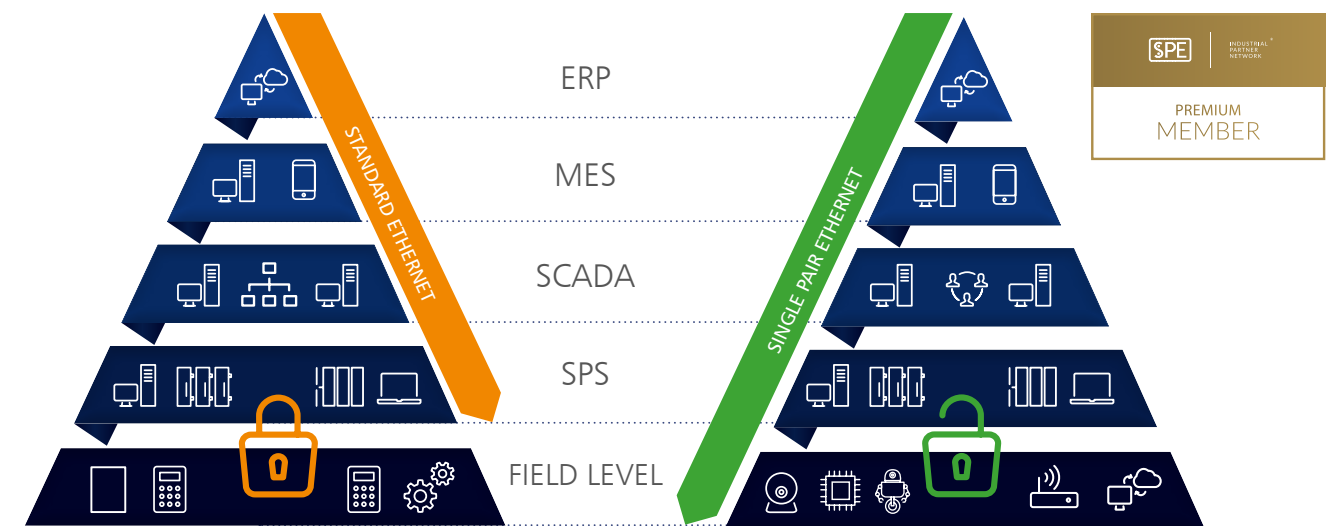 ERP
MES
SCADA
SPS
FIELD LEVEL
STANDARD ETHERNET
SINGLE PAIR ETHERNET
SPE
INDUSTRIAL
PARTNER
NETWORK
PREMIUM
MEMBER